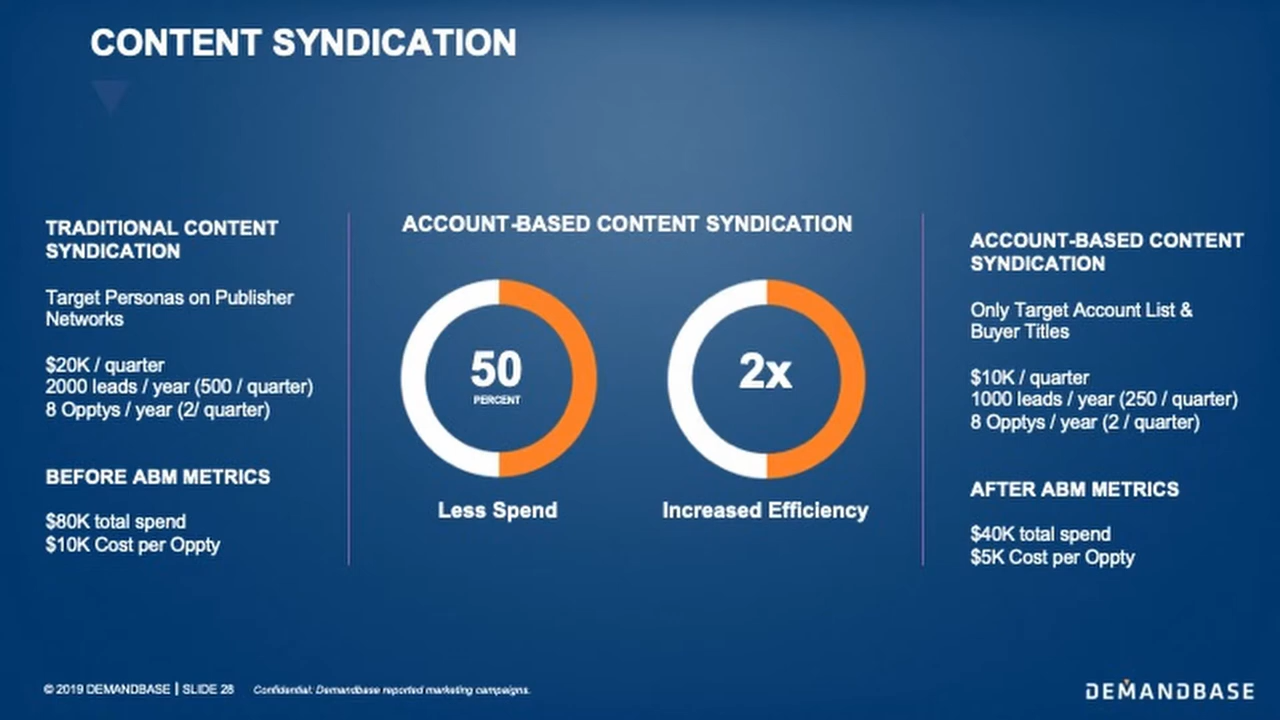 CONTENT SYNDICATION
TRADITIONAL CONTENT
SYNDICATION
Target Personas on Publisher
Networks
$20K / quarter
2000 leads / year (500 / quarter)
8 Opptys / year (2/ quarter)
BEFORE ABM METRICS
$80K total spend
$10K Cost per Oppty
ACCOUNT-BASED CONTENT SYNDICATION
50
PERCENT
Less Spend
2x
Increased Efficiency
ACCOUNT-BASED CONTENT
SYNDICATION
Only Target Account List &
Buyer Titles
$10K / quarter
1000 leads / year (250 / quarter)
8 Opptys / year (2 / quarter)
AFTER ABM METRICS
$40K total spend
$5K Cost per Oppty
© 2019 DEMANDBASE | SLIDE 28 Confidential: Demandbase reported marketing campaigns.
DEMANDBASE